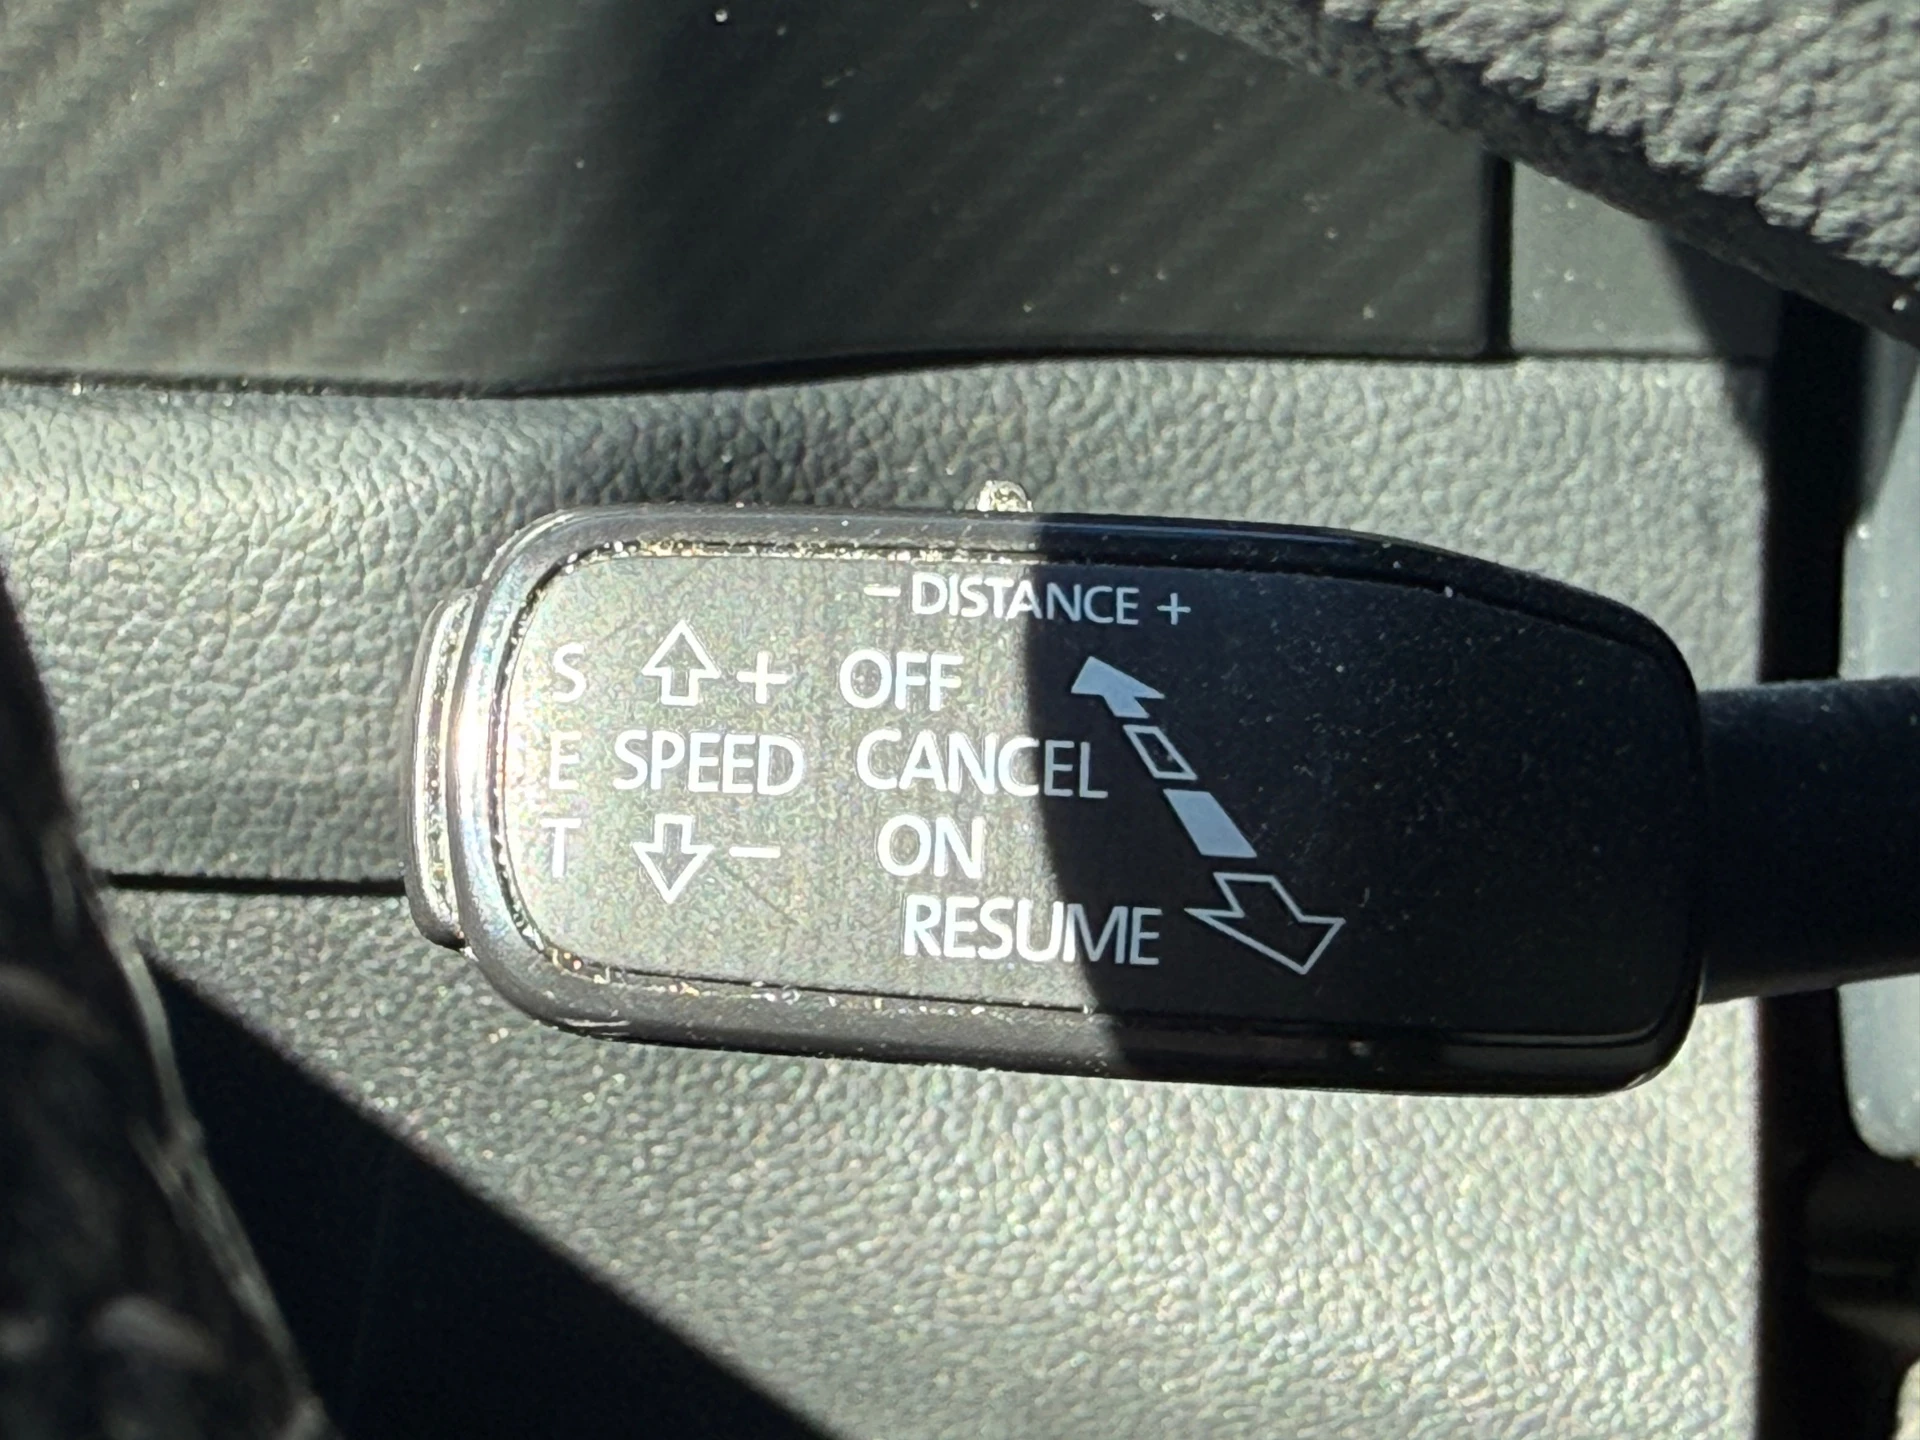 − DISTANCE +
S + OFF
E SPEED CANCEL
T − ON
RESUME